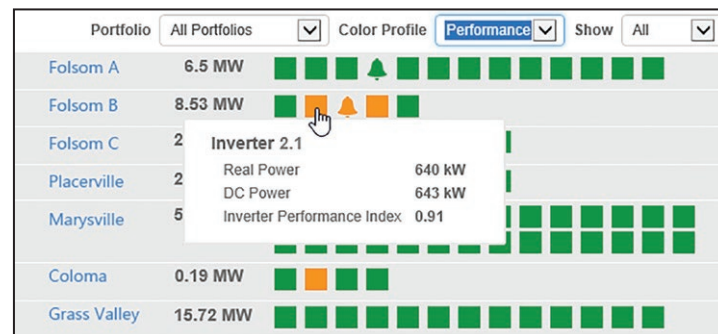 Portfolio All Portfolios Color Profile Performance Show All
Folsom A 6.5 MW
Folsom B 8.53 MW
Folsom C 2
Inverter 2.1
Real Power 640 kW
Placerville 2
DC Power 643 kW
Marysville 5
Inverter Performance Index 0.91
Coloma 0.19 MW
Grass Valley 15.72 MW